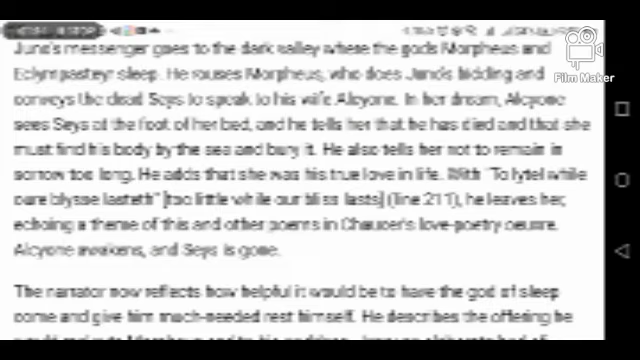 Juno's messenger goes to the dark valley where the gods Morpheus and
Eclympasteyr sleep. He rouses Morpheus, who does Juno's bidding and
conveys the dead Seys to speak to his wife Alcyone. In her dream, Alcyone
sees Seys at the foot of her bed, and he tells her that he has died and that she
must find his body by the sea and bury it. He also tells her not to remain in
sorrow too long. He adds that she was his true love in life. With "To lytel while
oure blysse lasteth" [too little while our bliss lasts] (line 211), he leaves her,
echoing a theme of this and other poems in Chaucer's love-poetry oeuvre.
Alcyone awakens, and Seys is gone.
The narrator now reflects how helpful it would be to have the god of sleep
come and give him much-needed rest himself. He describes the offering he
Film Maker